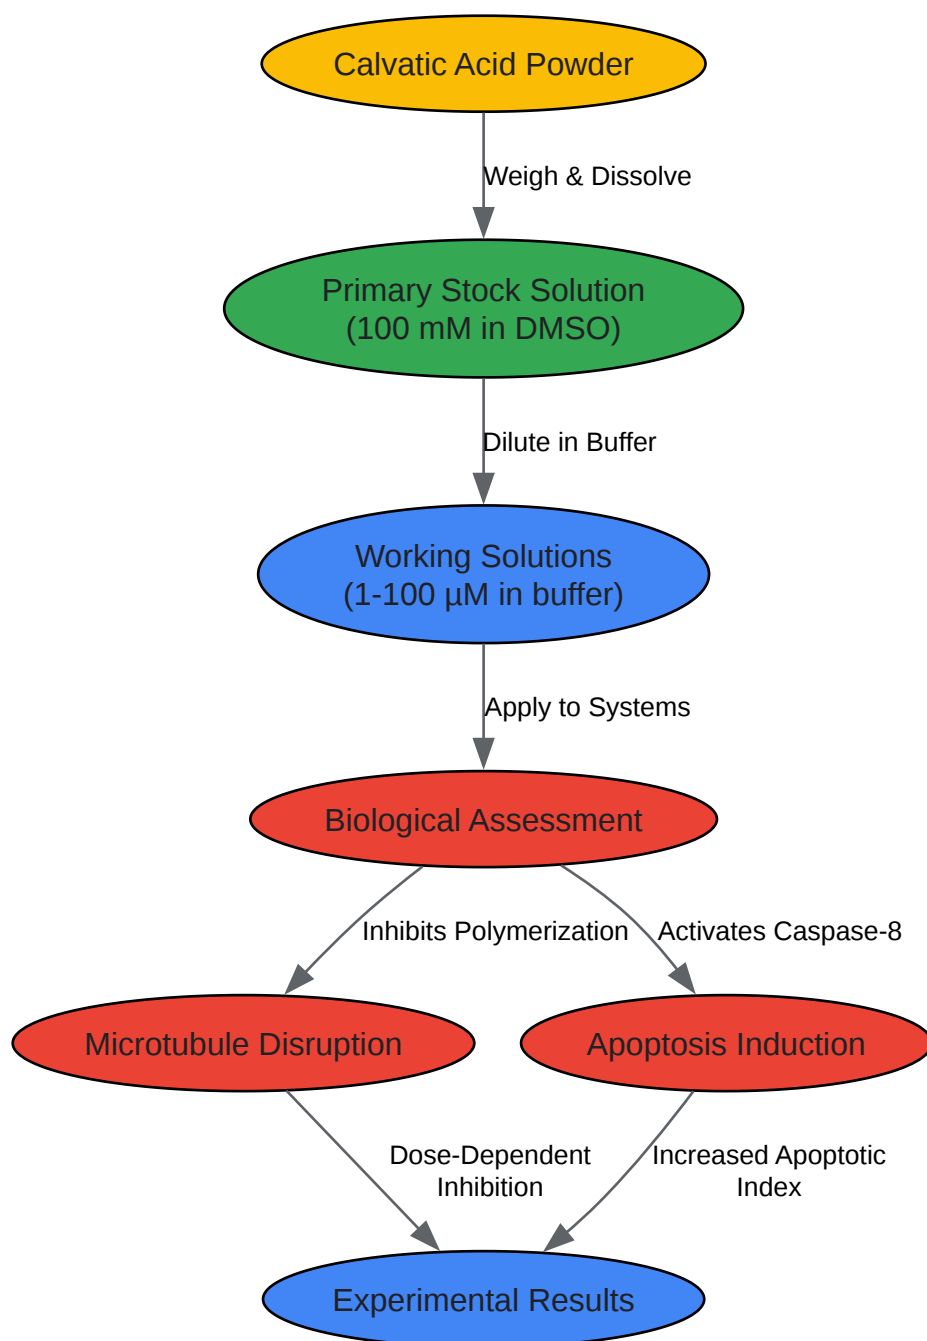 Calvatic Acid Powder
Weigh & Dissolve
Primary Stock Solution
(100 mM in DMSO)
Dilute in Buffer
Working Solutions
(1-100 µM in buffer)
Apply to Systems
Biological Assessment
Inhibits Polymerization
Activates Caspase-8
Microtubule Disruption
Apoptosis Induction
Dose-Dependent
Inhibition
Increased Apoptotic
Index
Experimental Results